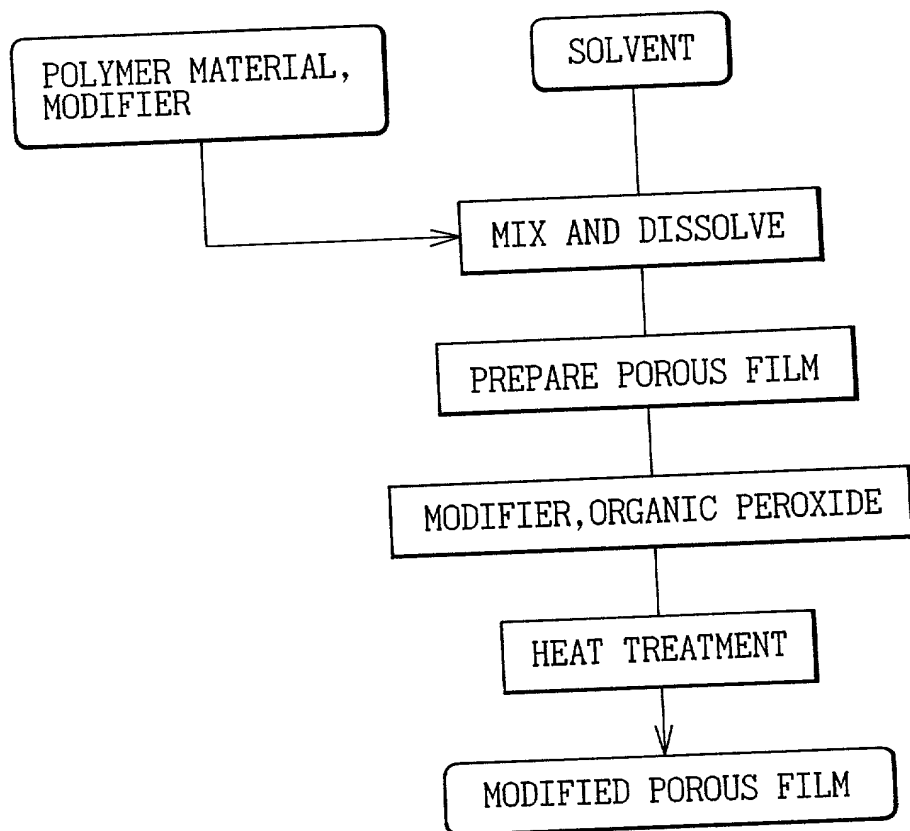 POLYMER MATERIAL,
MODIFIER
SOLVENT
MIX AND DISSOLVE
PREPARE POROUS FILM
MODIFIER,ORGANIC PEROXIDE
HEAT TREATMENT
MODIFIED POROUS FILM